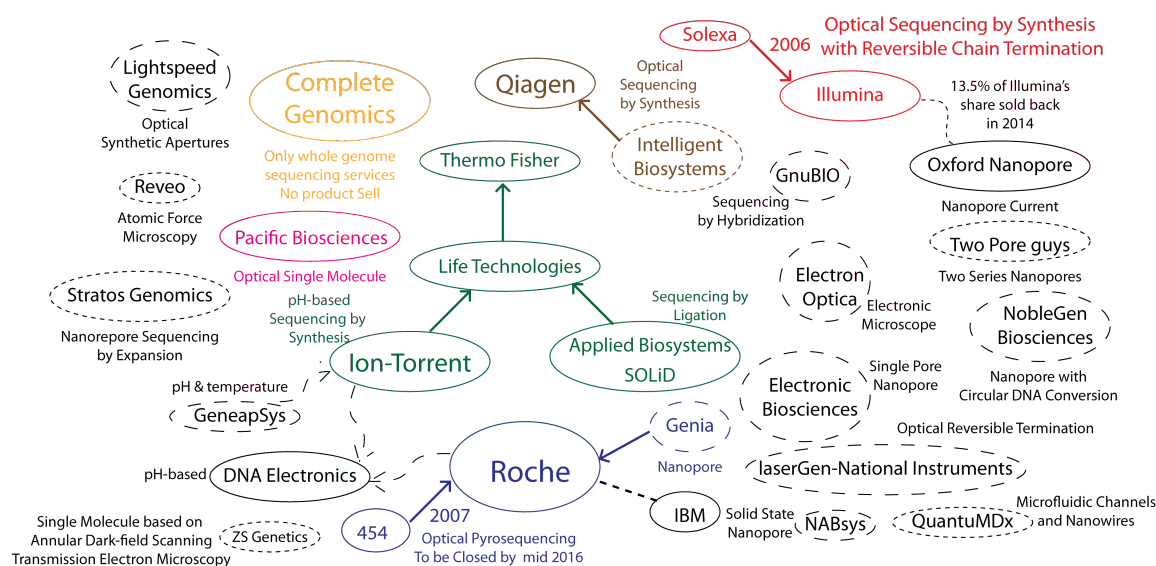 Solexa
2006
Optical Sequencing by Synthesis
with Reversible Chain Termination
Illumina
13.5% of Illumina's
share sold back
in 2014
Oxford Nanopore
Nanopore Current
Lightspeed
Genomics
Optical
Synthetic Apertures
Complete
Genomics
Only whole genome
sequencing services
No product Sell
Qiagen
Optical
Sequencing
by Synthesis
Intelligent
Biosystems
Thermo Fisher
GnuBIO
Sequencing
by Hybridization
Reveo
Atomic Force
Microscopy
Pacific Biosciences
Optical Single Molecule
Life Technologies
Two Pore guys
Two Series Nanopores
Electron
Optica
Electronic
Microscope
Stratos Genomics
Nanorepore Sequencing
by Expansion
pH-based
Sequencing by
Synthesis
Ion-Torrent
Sequencing by
Ligation
Applied Biosystems
SOLiD
NobleGen
Biosciences
Nanopore with
Circular DNA Conversion
Electronic
Biosciences
Single Pore
Nanopore
pH & temperature
GeneapSys
Genia
Nanopore
Optical Reversible Termination
laserGen-National Instruments
pH-based
DNA Electronics
Roche
454
2007
Optical Pyrosequencing
To be Closed by mid 2016
IBM
Solid State
Nanopore
NABsys
QuantuMDx
Microfluidic Channels
and Nanowires
Single Molecule based on
Annular Dark-field Scanning
Transmission Electron Microscopy
ZS Genetics